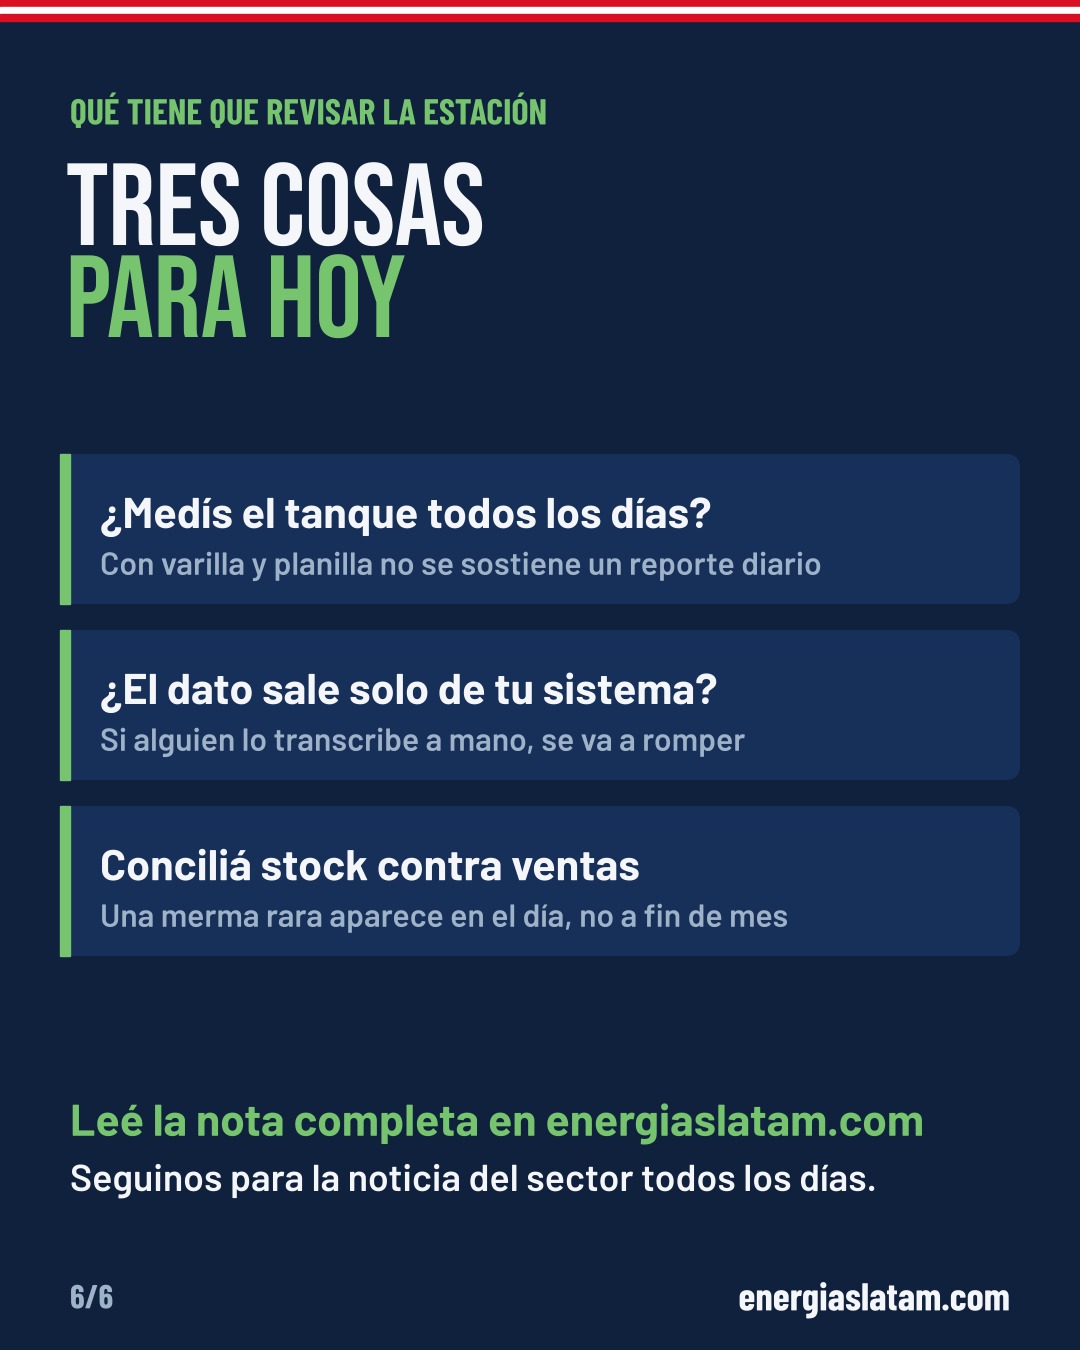 QUÉ TIENE QUE REVISAR LA ESTACIÓN
TRES COSAS
PARA HOY
¿Medís el tanque todos los días?
Con varilla y planilla no se sostiene un reporte diario
¿El dato sale solo de tu sistema?
Si alguien lo transcribe a mano, se va a romper
Conciliá stock contra ventas
Una merma rara aparece en el día, no a fin de mes
Leé la nota completa en energiaslatam.com
Seguinos para la noticia del sector todos los días.
6/6
energiaslatam.com